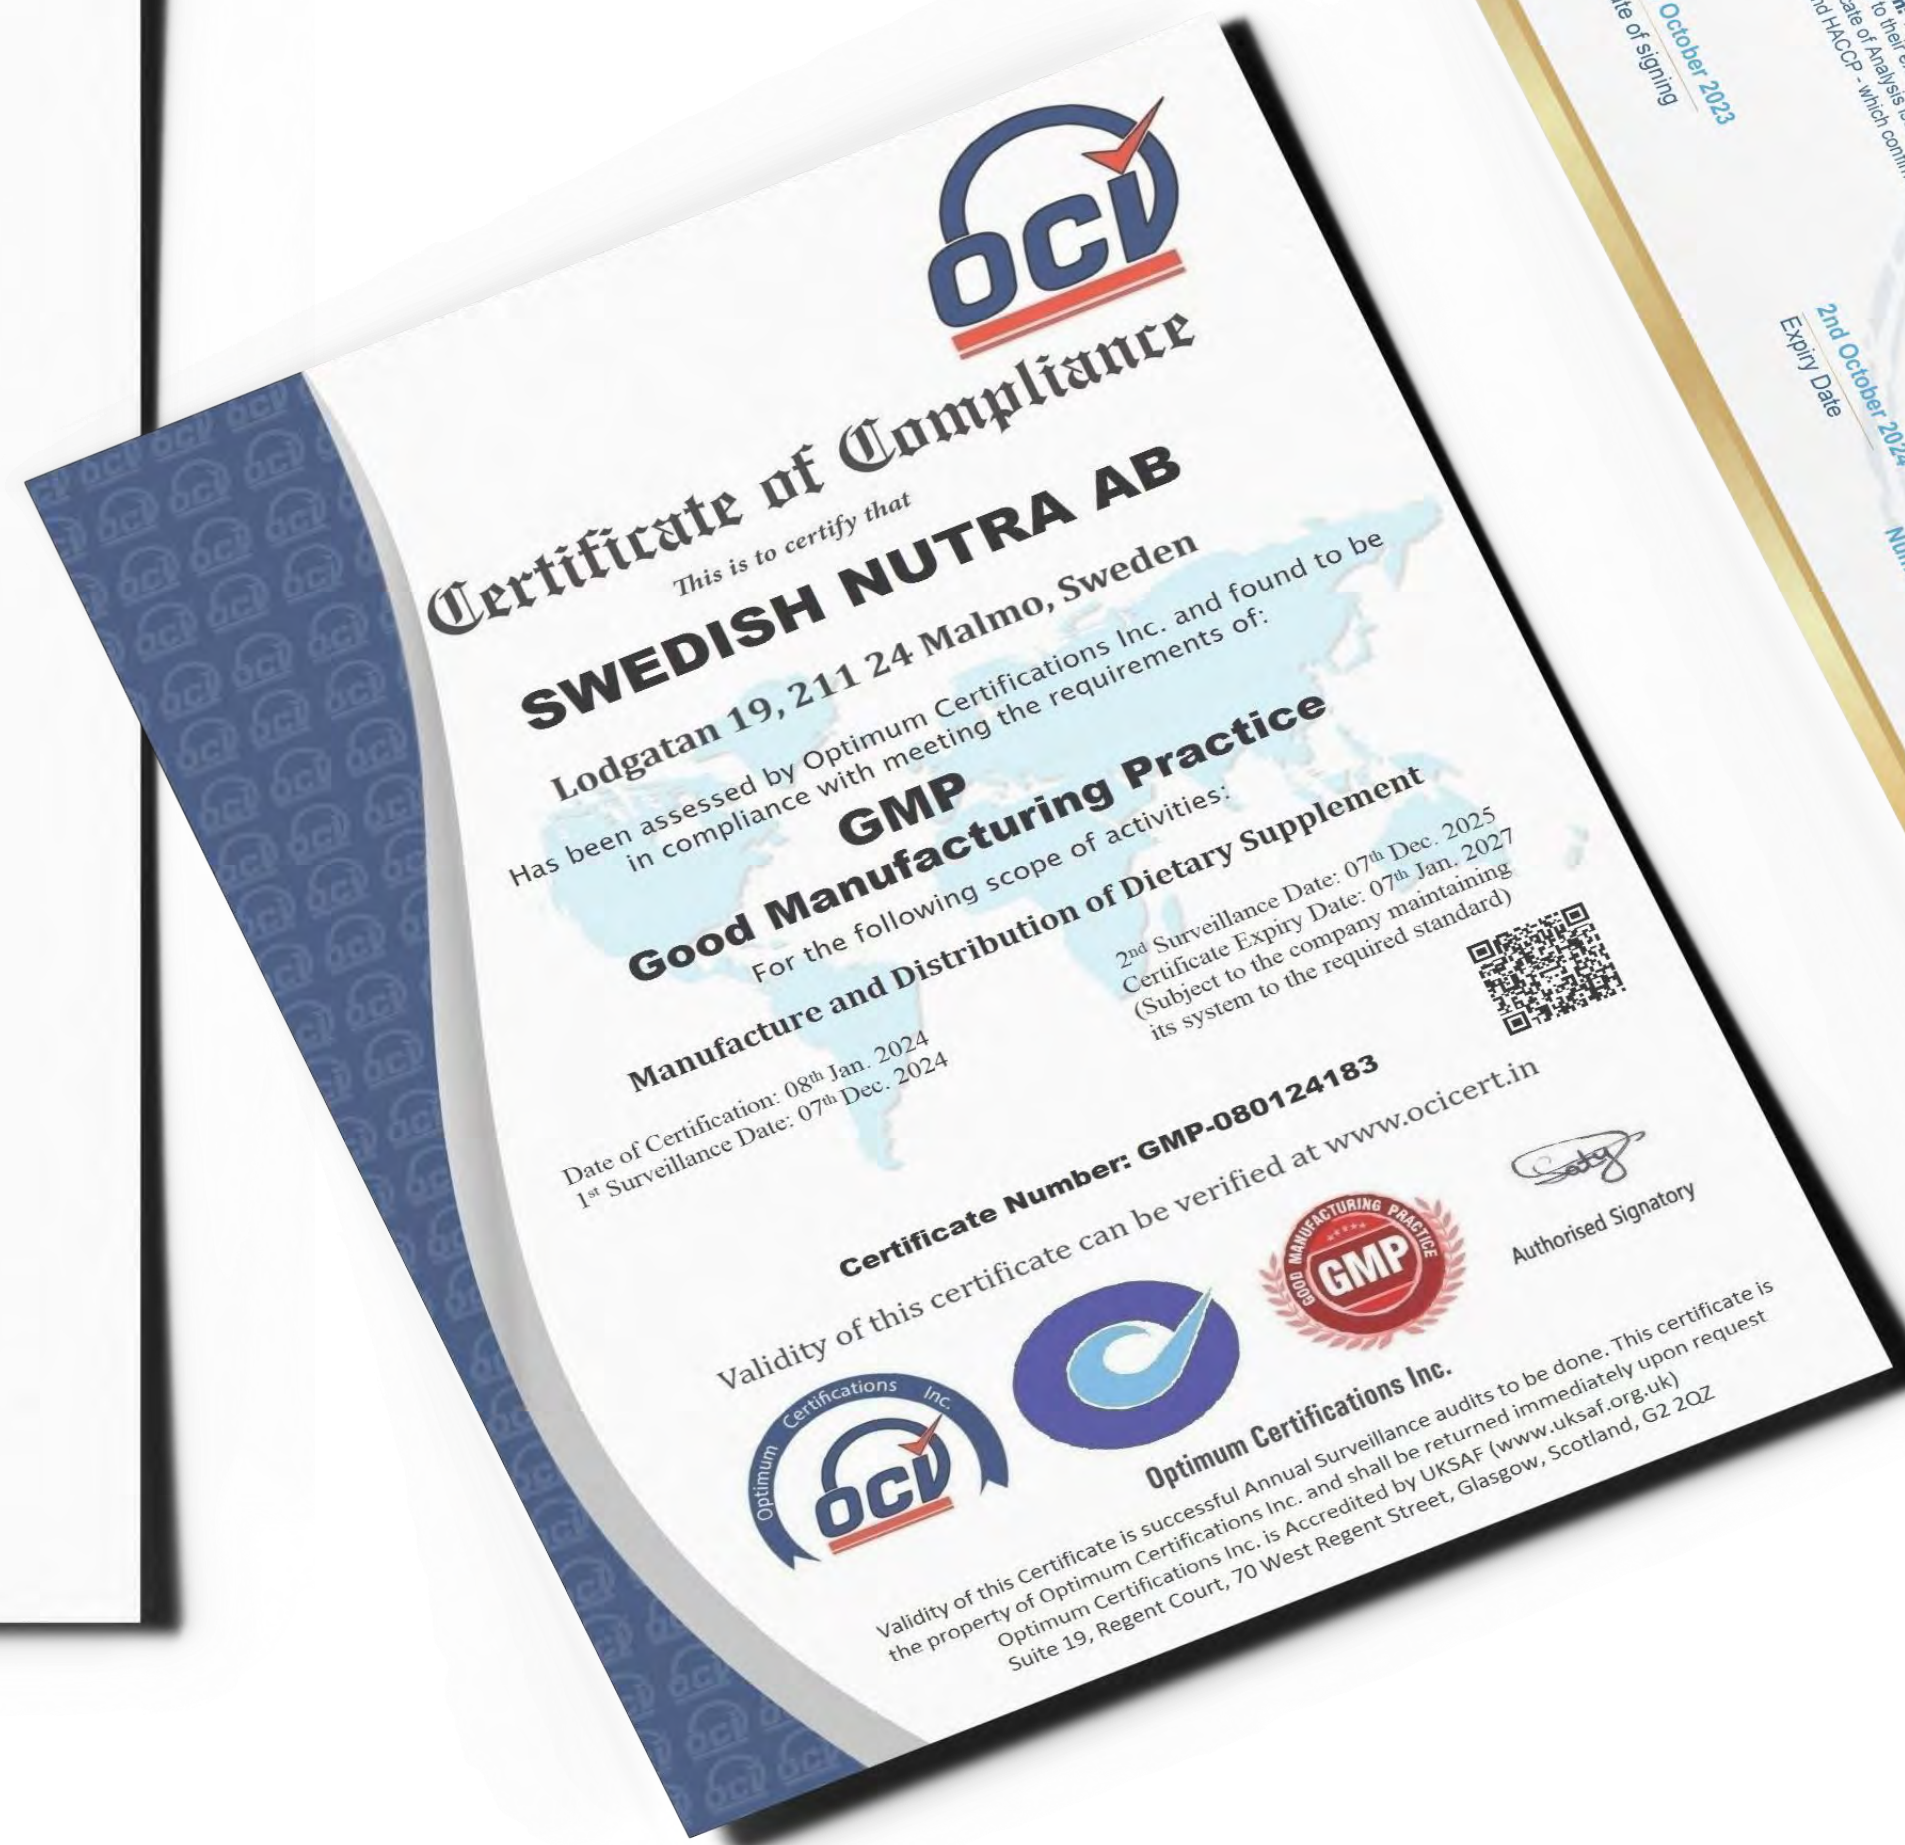 OCI
Certificate of Compliance
This is to certify that
SWEDISH NUTRA AB
Lodgatan 19, 211 24 Malmo, Sweden
Has been assessed by Optimum Certifications Inc. and found to be
in compliance with meeting the requirements of:
GMP
Good Manufacturing Practice
For the following scope of activities:
Manufacture and Distribution of Dietary Supplement
Date of Certification: 08th Jan. 2024
1st Surveillance Date: 07th Dec. 2024
2nd Surveillance Date: 07th Dec. 2025
Certificate Expiry Date: 07th Jan. 2027
(Subject to the company maintaining
its system to the required standard)
Certificate Number: GMP-080124183
Validity of this certificate can be verified at www.ocicert.in
Optimum Certifications Inc.
OCI
GOOD MANUFACTURING PRACTICE
GMP
Authorised Signatory
Optimum Certifications Inc.
Validity of this Certificate is successful Annual Surveillance audits to be done. This certificate is
the property of Optimum Certifications Inc. and shall be returned immediately upon request
Optimum Certifications Inc. is Accredited by UKSAF (www.uksaf.org.uk)
Suite 19, Regent Court, 70 West Regent Street, Glasgow, Scotland, G2 2QZ
October 2023
of signing
2nd October 2024
Expiry Date
to their
of Analysis
HACCP - which